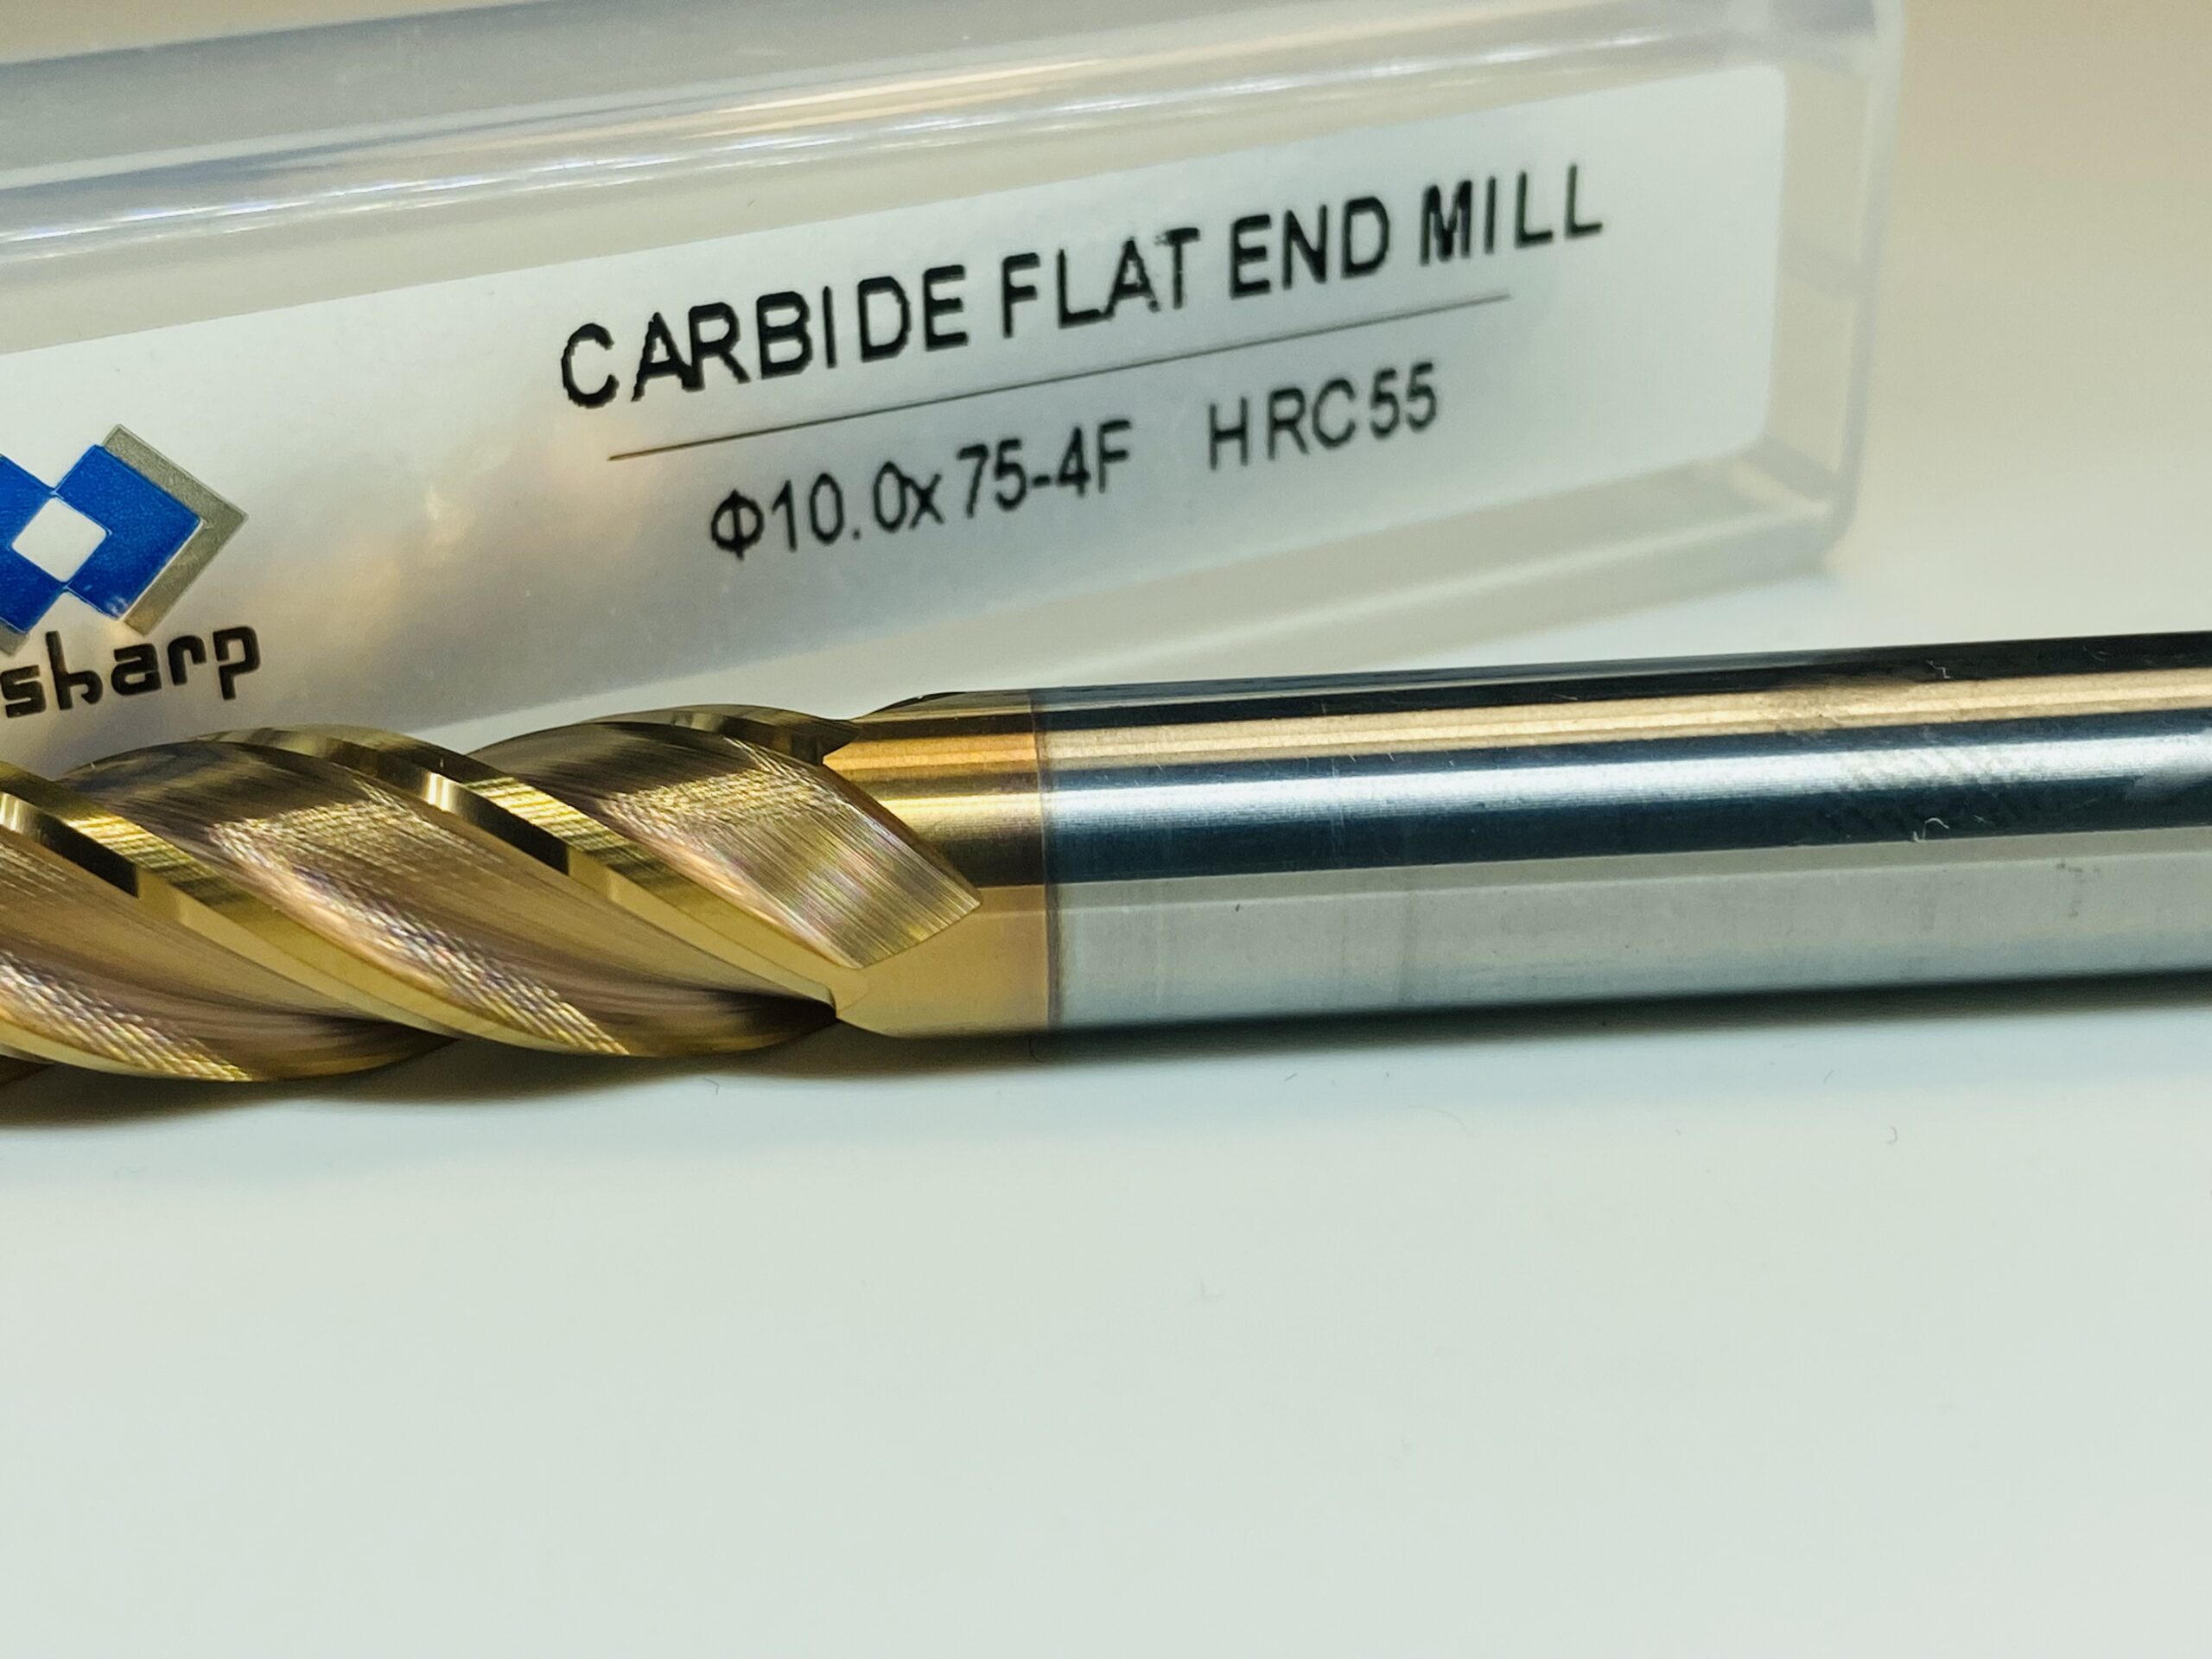 CARBIDE FLAT END MILL
Φ10.0x75-4F HRC55
sharp